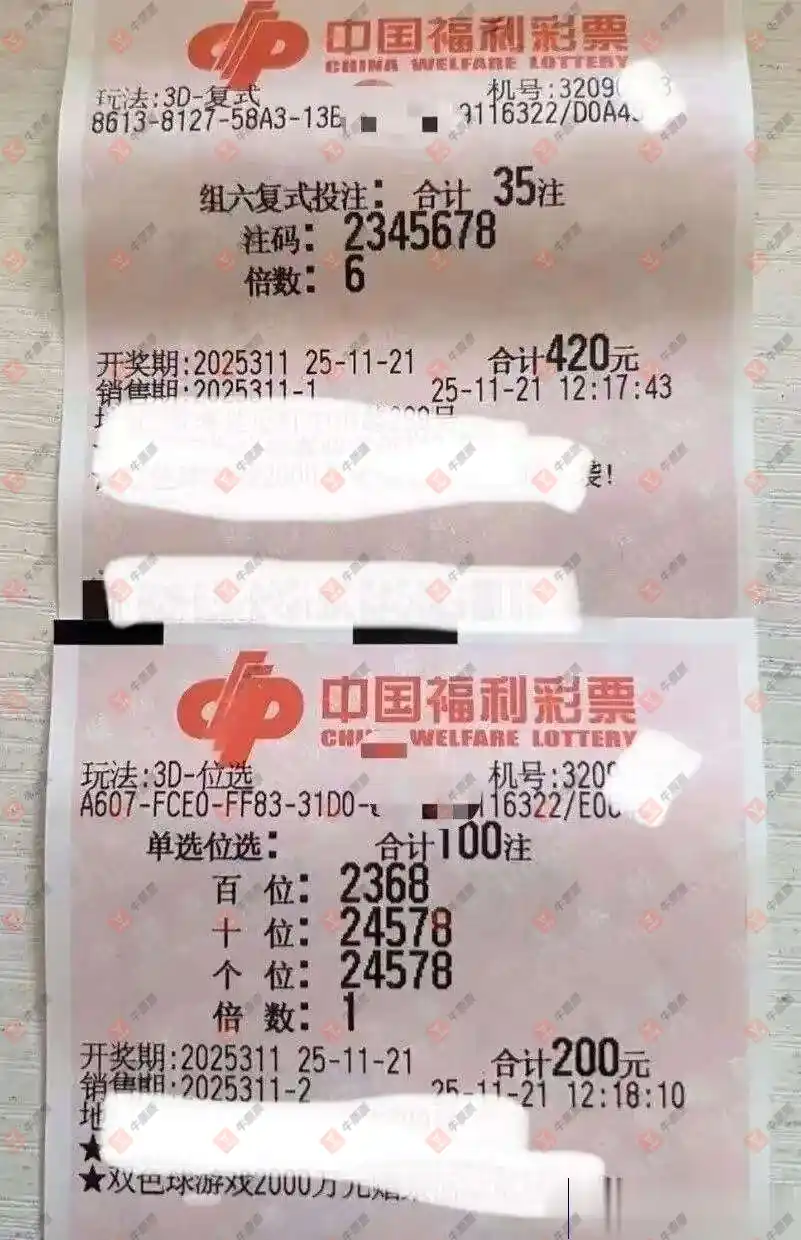 中国福利彩票
CHINA WELFARE LOTTERY
玩法:3D-复式 机号:3209 3
8613-8127-58A3-13E 9116322/D0A4
组六复式投注: 合计 35注
注码: 2345678
倍数: 6
开奖期:2025311 25-11-21 合计420元
销售期:2025311-1 25-11-21 12:17:43
中国福利彩票
WELFARE LOTTERY
玩法:3D-位选 机号:320
A607-FCE0-FF83-31D0- 116322/E0
单选位选: 合计100注
百 位: 2368
十 位: 24578
个 位: 24578
倍 数: 1
开奖期:2025311 25-11-21 合计200元
销售期:2025311-2 25-11-21 12:18:10
地
★
★双色球游戏2000万元